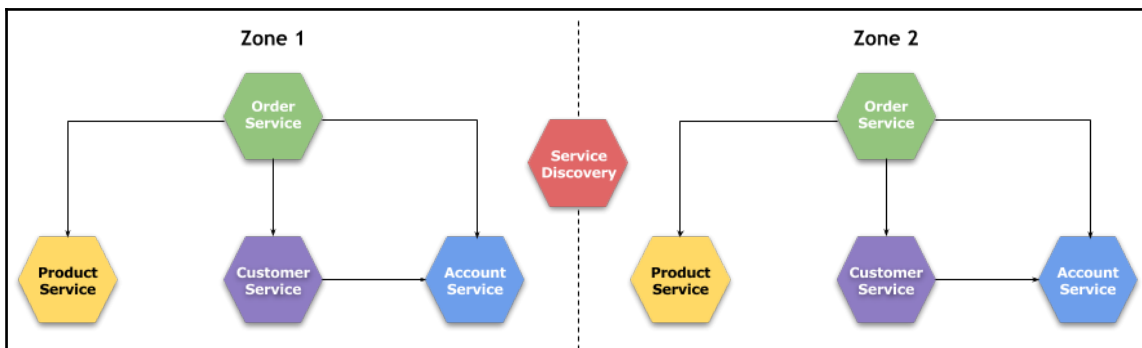 Zone 1
Zone 2
Order
Service
Order
Service
Service
Discovery
Product
Service
Customer
Service
Account
Service
Product
Service
Customer
Service
Account
Service